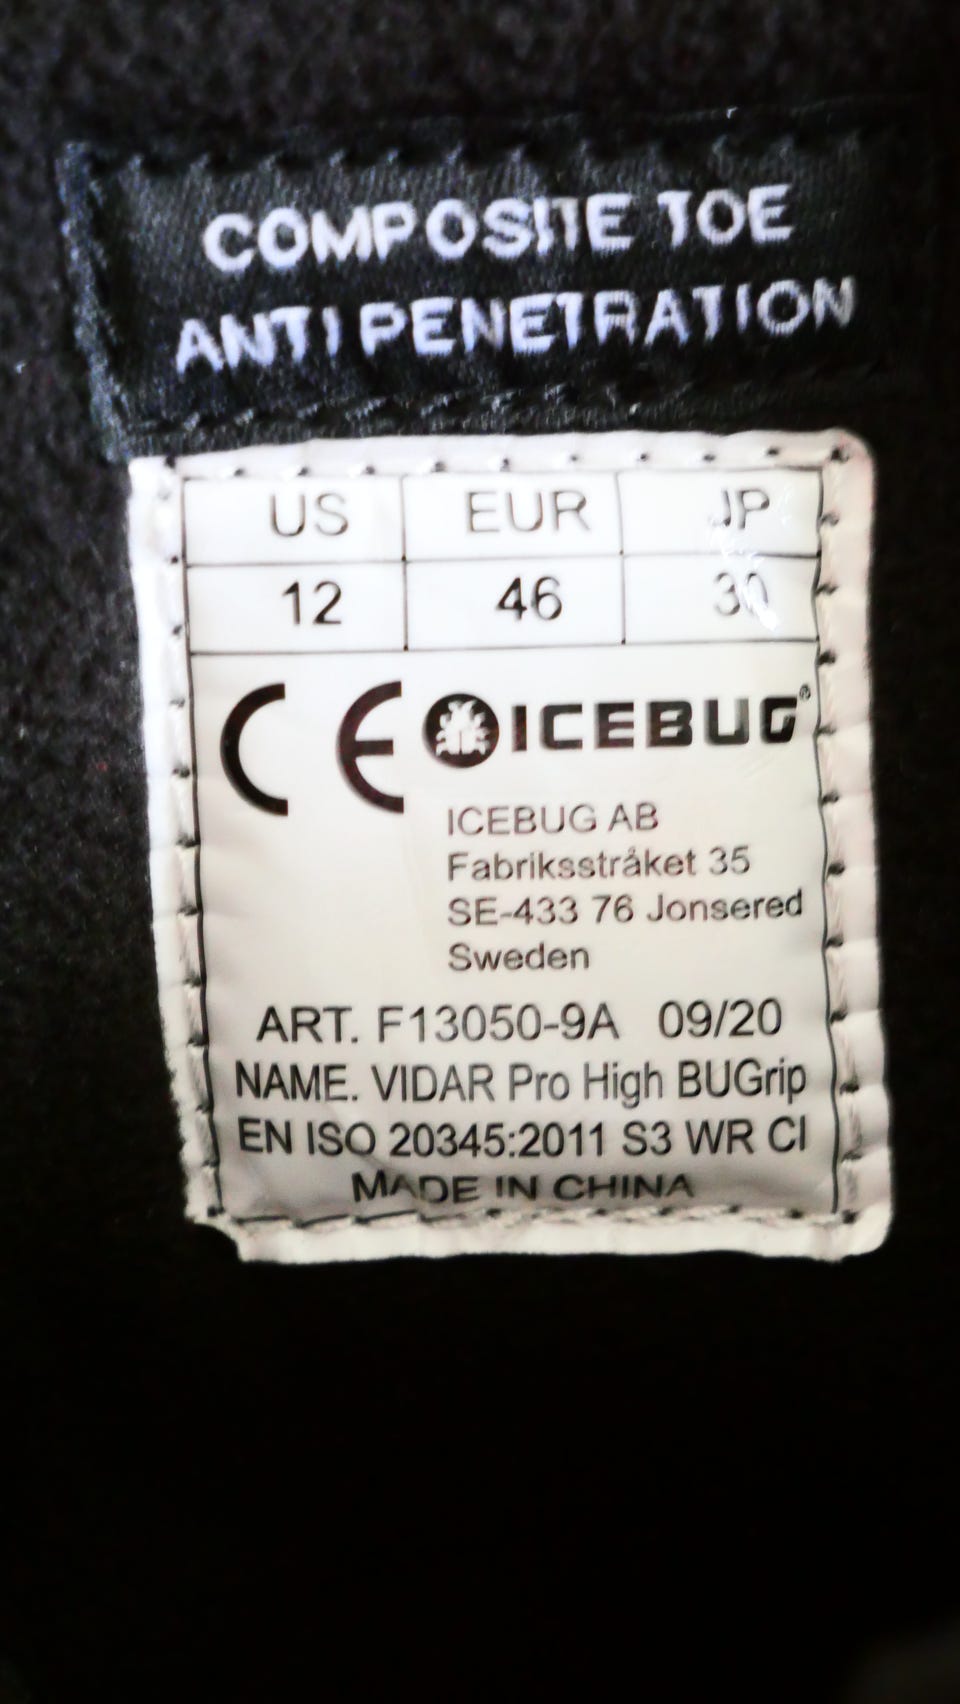 COMPOSITE TOE
ANTI PENETRATION
US EUR JP
12 46 30
CE ICEBUG®
ICEBUG AB
Fabriksstråket 35
SE-433 76 Jonsered
Sweden
ART. F13050-9A 09/20
NAME. VIDAR Pro High BUGrip
EN ISO 20345:2011 S3 WR CI
MADE IN CHINA